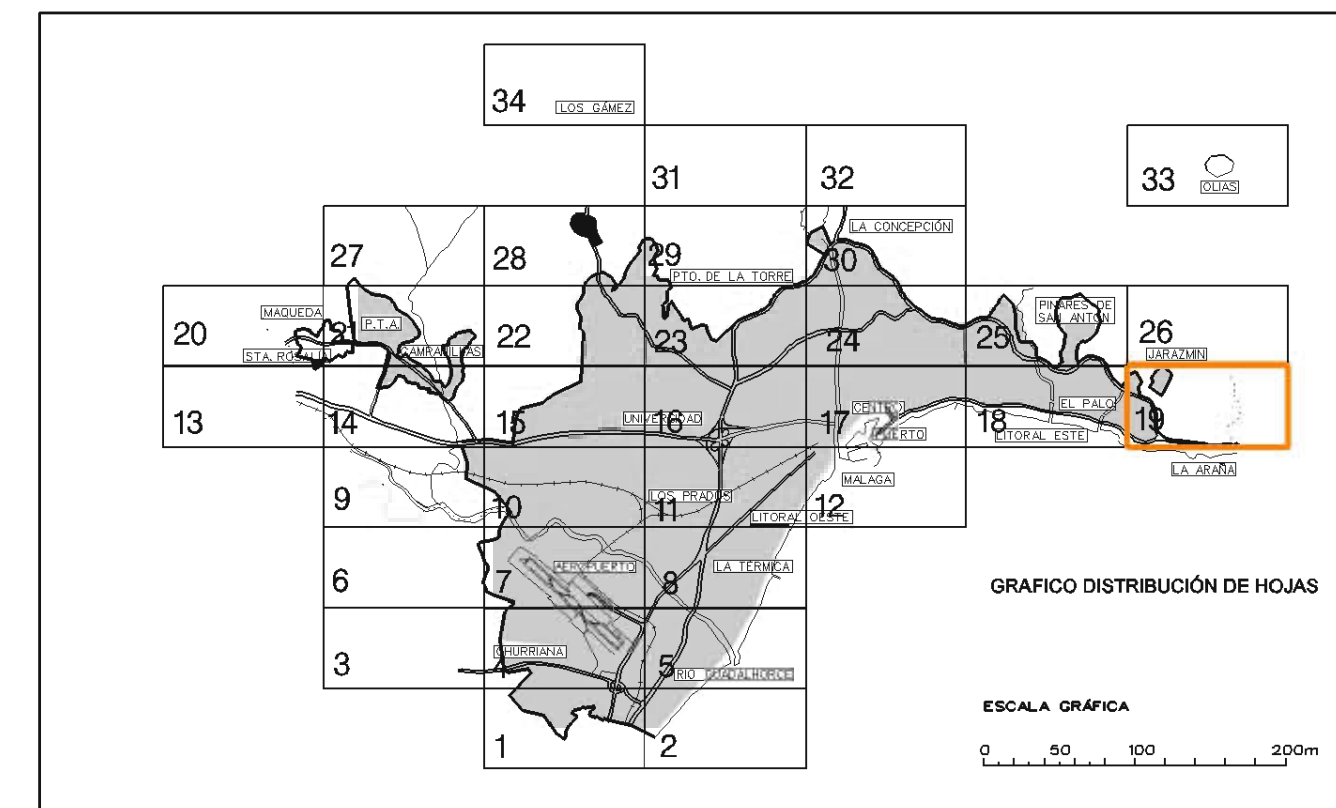 34 LOS GÁMEZ
31 32 33
OLIAS
LA CONCEPCIÓN
27 28 29 30
PTO. DE LA TORRE
MAQUEDA
P.T.A.
PINARES DE
SAN ANTÓN
20 21 22 23 24 25 26
STA. ROSALIA
CAMPANILLAS
JARAZMIN
13 14 15 16 17 18 19
UNIVERSIDAD
CENTRO
EL PALO
PUERTO
LITORAL ESTE
LA ARAÑA
MALAGA
9 10 11 12
LOS PRADOS
LITORAL OESTE
6 7 8
AEROPUERTO
LA TÉRMICA
GRAFICO DISTRIBUCIÓN DE HOJAS
3 4 5
CHURRIANA
RIO GUADALHORCE
1 2
ESCALA GRÁFICA
0 50 100 200m